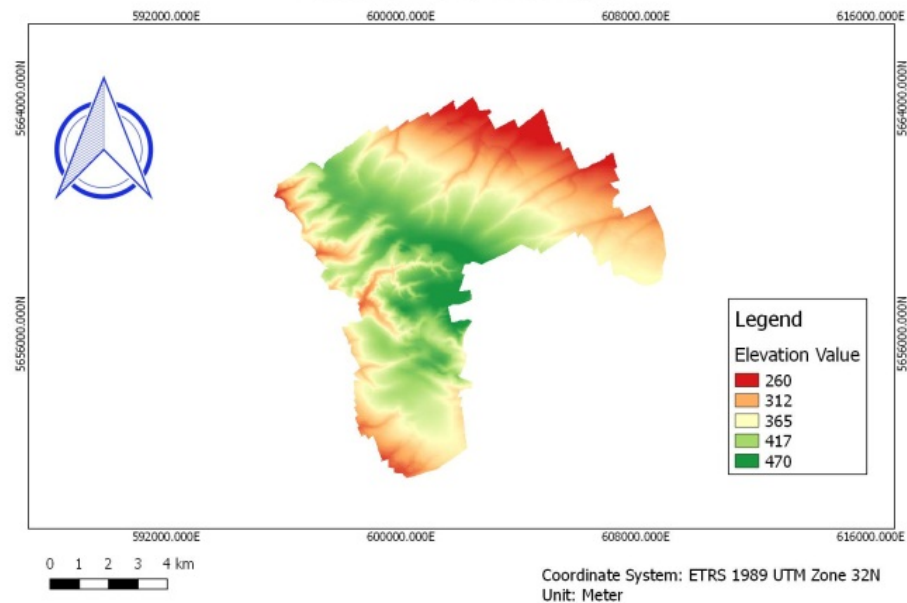 592000.000E 600000.000E 608000.000E 616000.000E
5664000.000N
5664000.000N
5656000.000N
5656000.000N
Legend
Elevation Value
260
312
365
417
470
592000.000E 600000.000E 608000.000E 616000.000E
0 1 2 3 4 km
Coordinate System: ETRS 1989 UTM Zone 32N
Unit: Meter